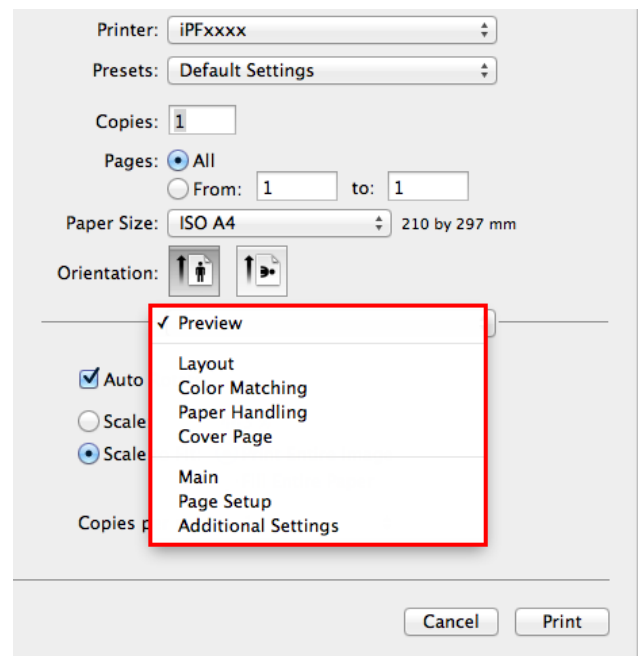 Printer: iPFxxxx
Presets: Default Settings
Copies: 1
Pages: All
From: 1 to: 1
Paper Size: ISO A4 210 by 297 mm
Orientation:
✓ Preview
Layout
Auto
Color Matching
Paper Handling
Scale
Cover Page
Scale
Main
Page Setup
Copies p
Additional Settings
Cancel Print